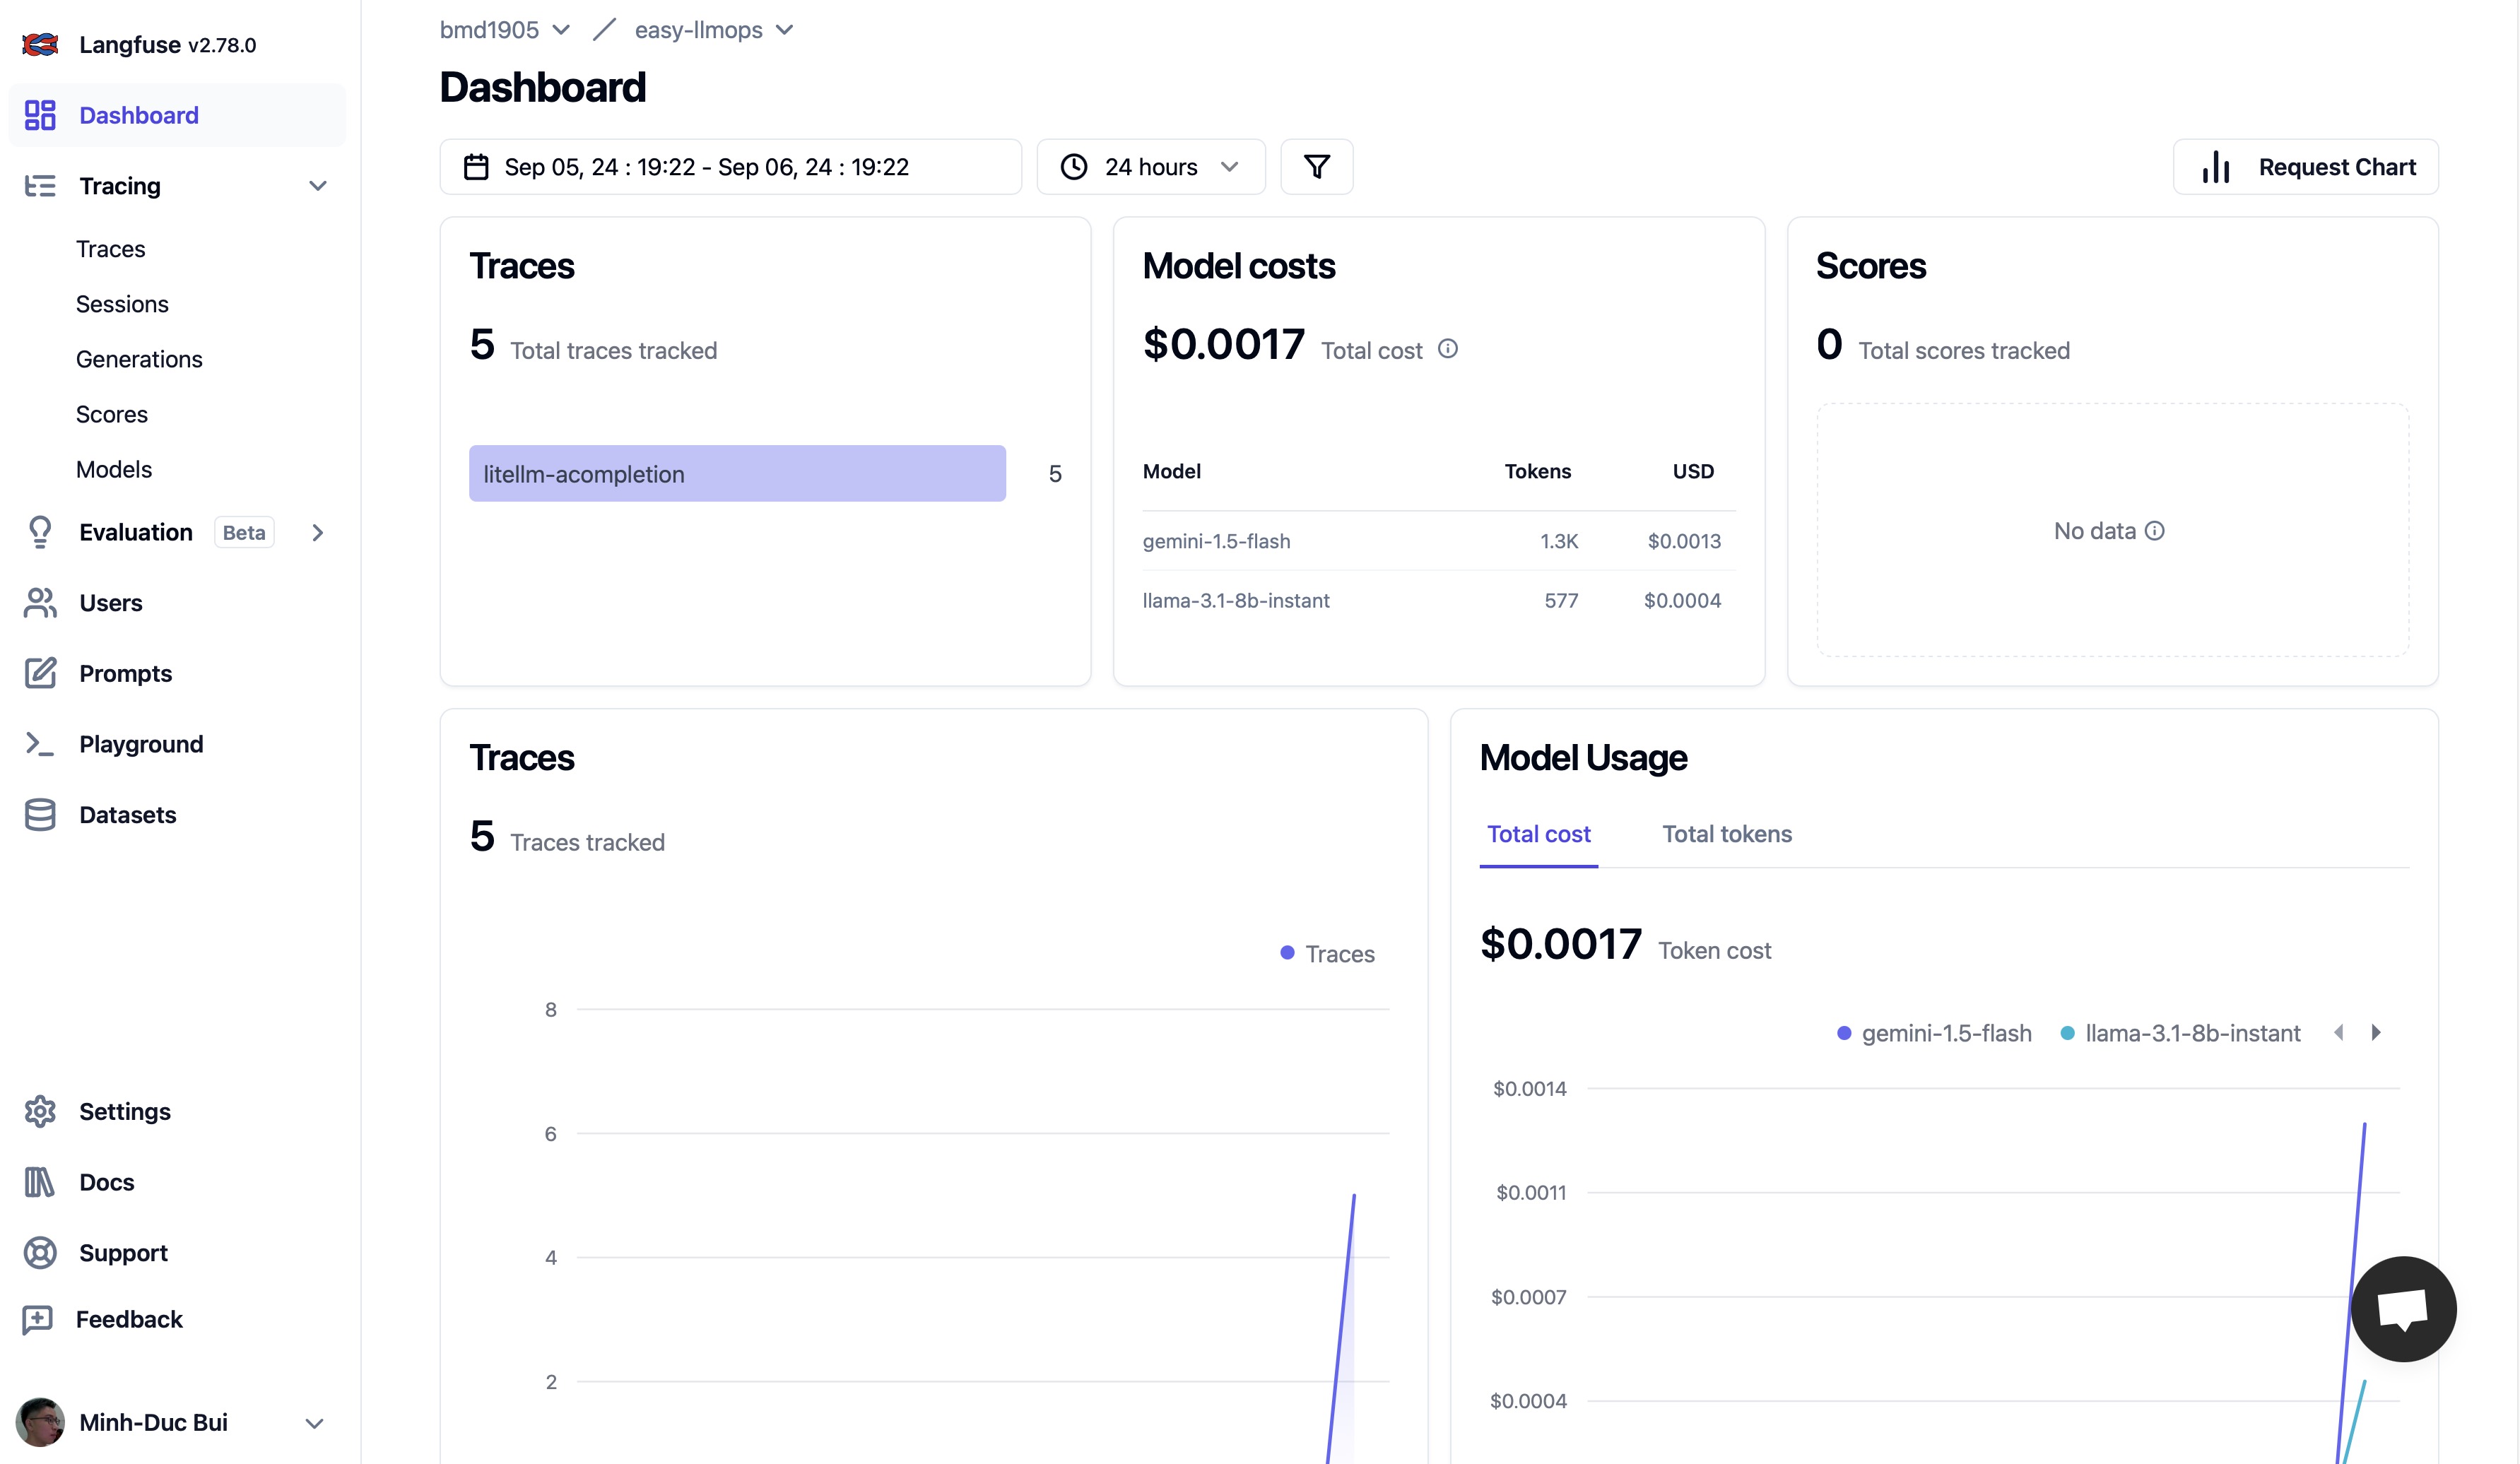 Langfuse v2.78.0
Dashboard
Tracing
Traces
Sessions
Generations
Scores
Models
Evaluation Beta
Users
Prompts
Playground
Datasets
Settings
Docs
Support
Feedback
Minh-Duc Bui
bmd1905 / easy-llmops
Dashboard
Sep 05, 24 : 19:22 - Sep 06, 24 : 19:22
24 hours
Request Chart
Traces
5 Total traces tracked
litellm-acompletion 5
Model costs
$0.0017 Total cost
Model Tokens USD
gemini-1.5-flash 1.3K $0.0013
llama-3.1-8b-instant 577 $0.0004
Scores
0 Total scores tracked
No data
Traces
5 Traces tracked
Traces
8
6
4
2
Model Usage
Total cost Total tokens
$0.0017 Token cost
gemini-1.5-flash llama-3.1-8b-instant
$0.0014
$0.0011
$0.0007
$0.0004